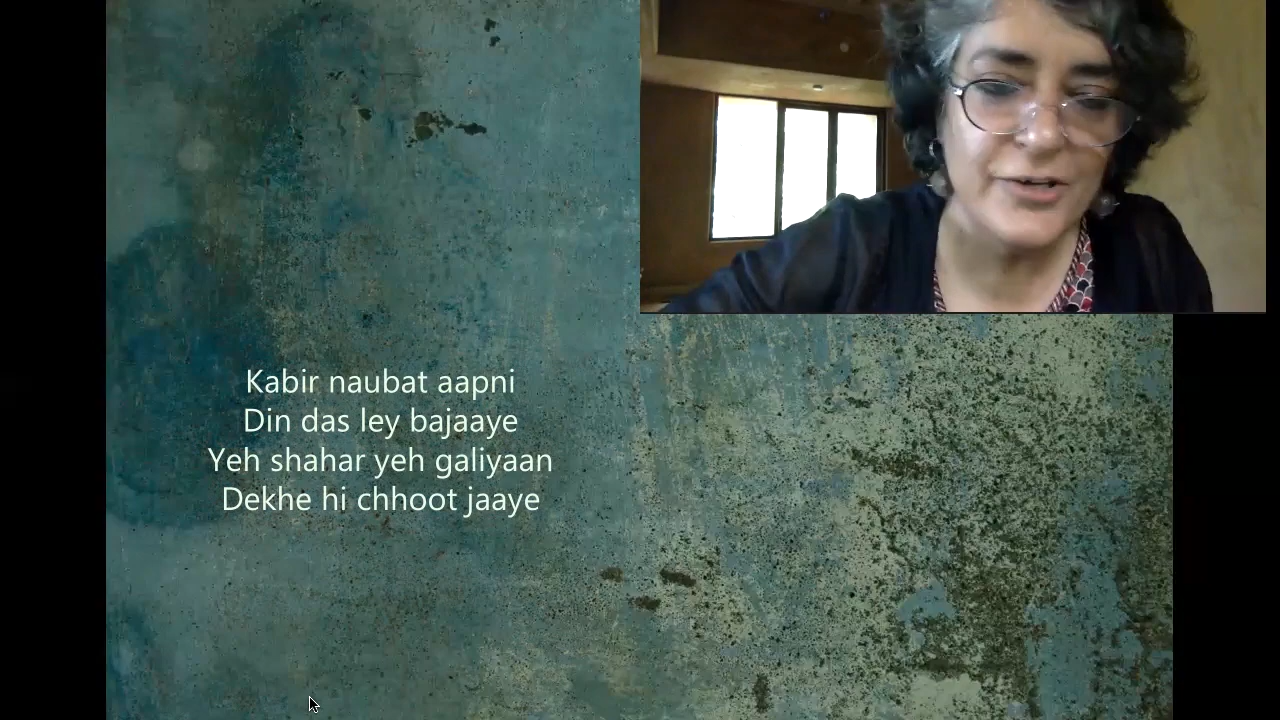 Kabir naubat aapni
Din das ley bajaaye
Yeh shahar yeh galiyaan
Dekhe hi chhoot jaaye